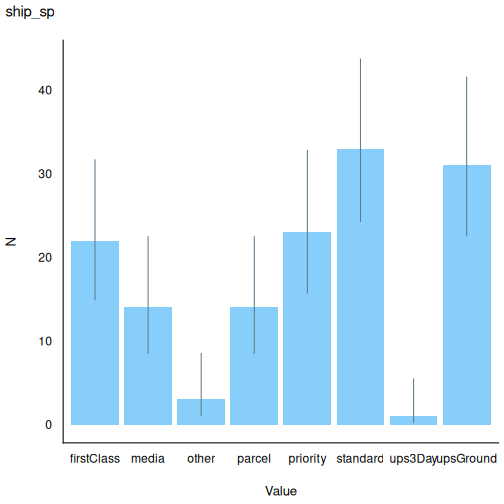 ship_sp
N
40
30
20
10
0
firstClass media other parcel priority standard ups3Day upsGround
Value